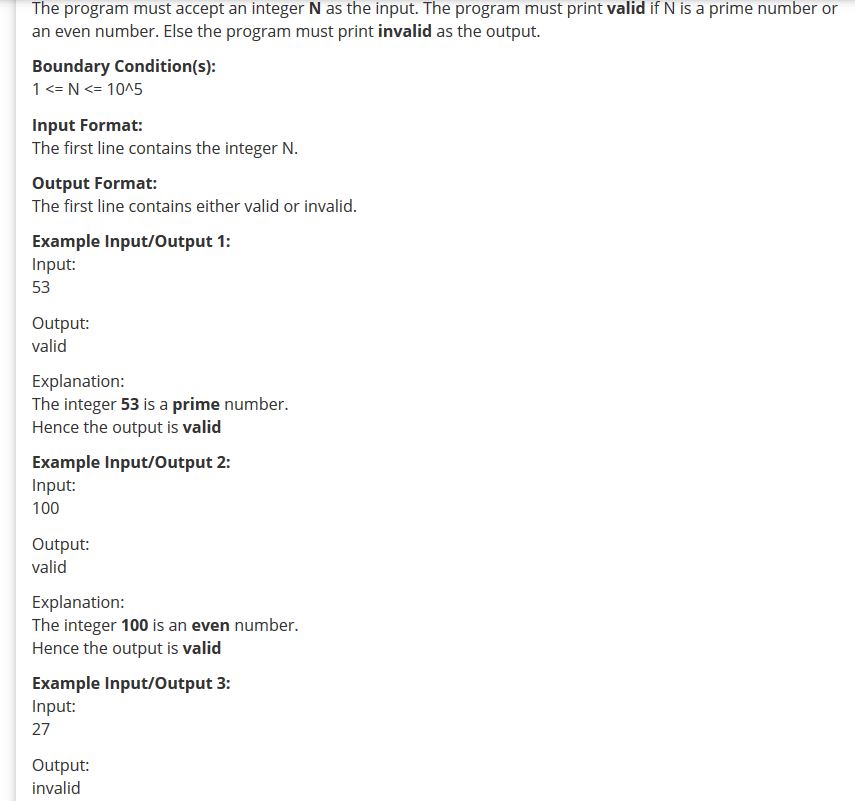 The program must accept an integer N as the input. The program must print valid if N is a prime number or
an even number. Else the program must print invalid as the output.
Boundary Condition(s):
1 <= N <= 10^5
Input Format:
The first line contains the integer N.
Output Format:
The first line contains either valid or invalid.
Example Input/Output 1:
Input:
53
Output:
valid
Explanation:
The integer 53 is a prime number.
Hence the output is valid
Example Input/Output 2:
Input:
100
Output:
valid
Explanation:
The integer 100 is an even number.
Hence the output is valid
Example Input/Output 3:
Input:
27
Output:
invalid